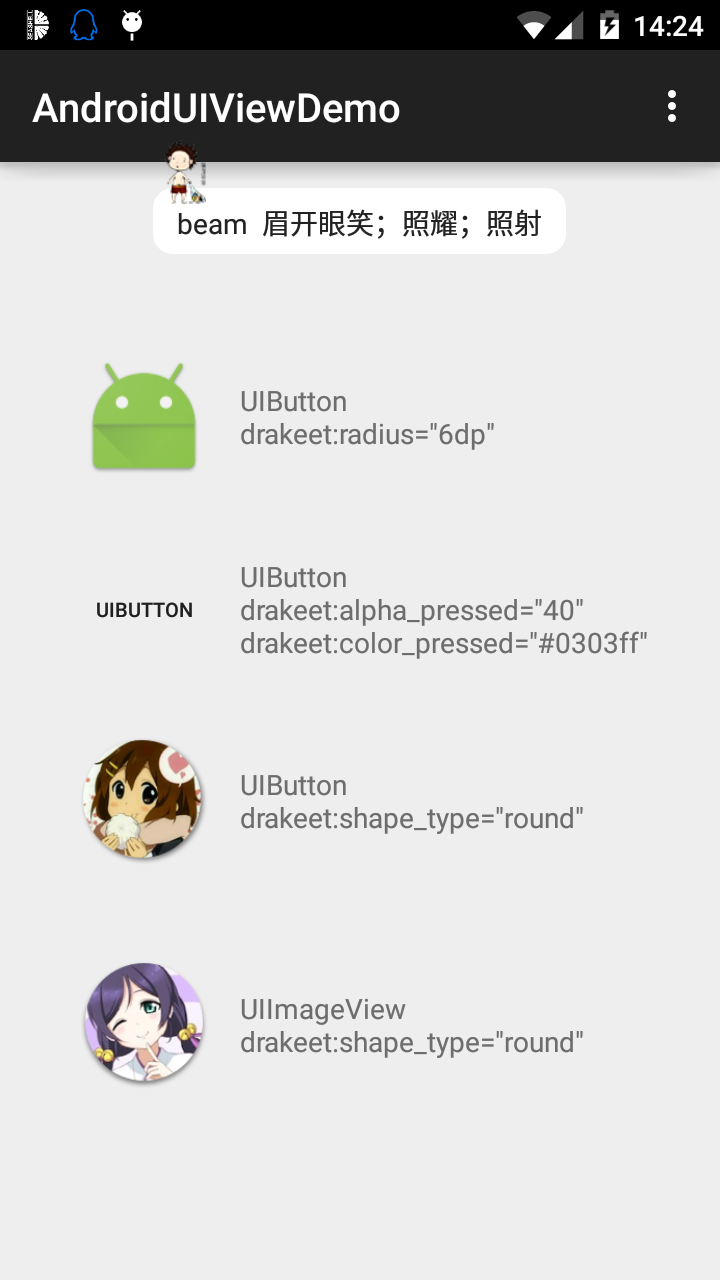 14:24
AndroidUIViewDemo
beam 眉开眼笑；照耀；照射
UIButton
drakeet:radius="6dp"
UIBUTTON
UIButton
drakeet:alpha_pressed="40"
drakeet:color_pressed="#0303ff"
UIButton
drakeet:shape_type="round"
UIImageView
drakeet:shape_type="round"